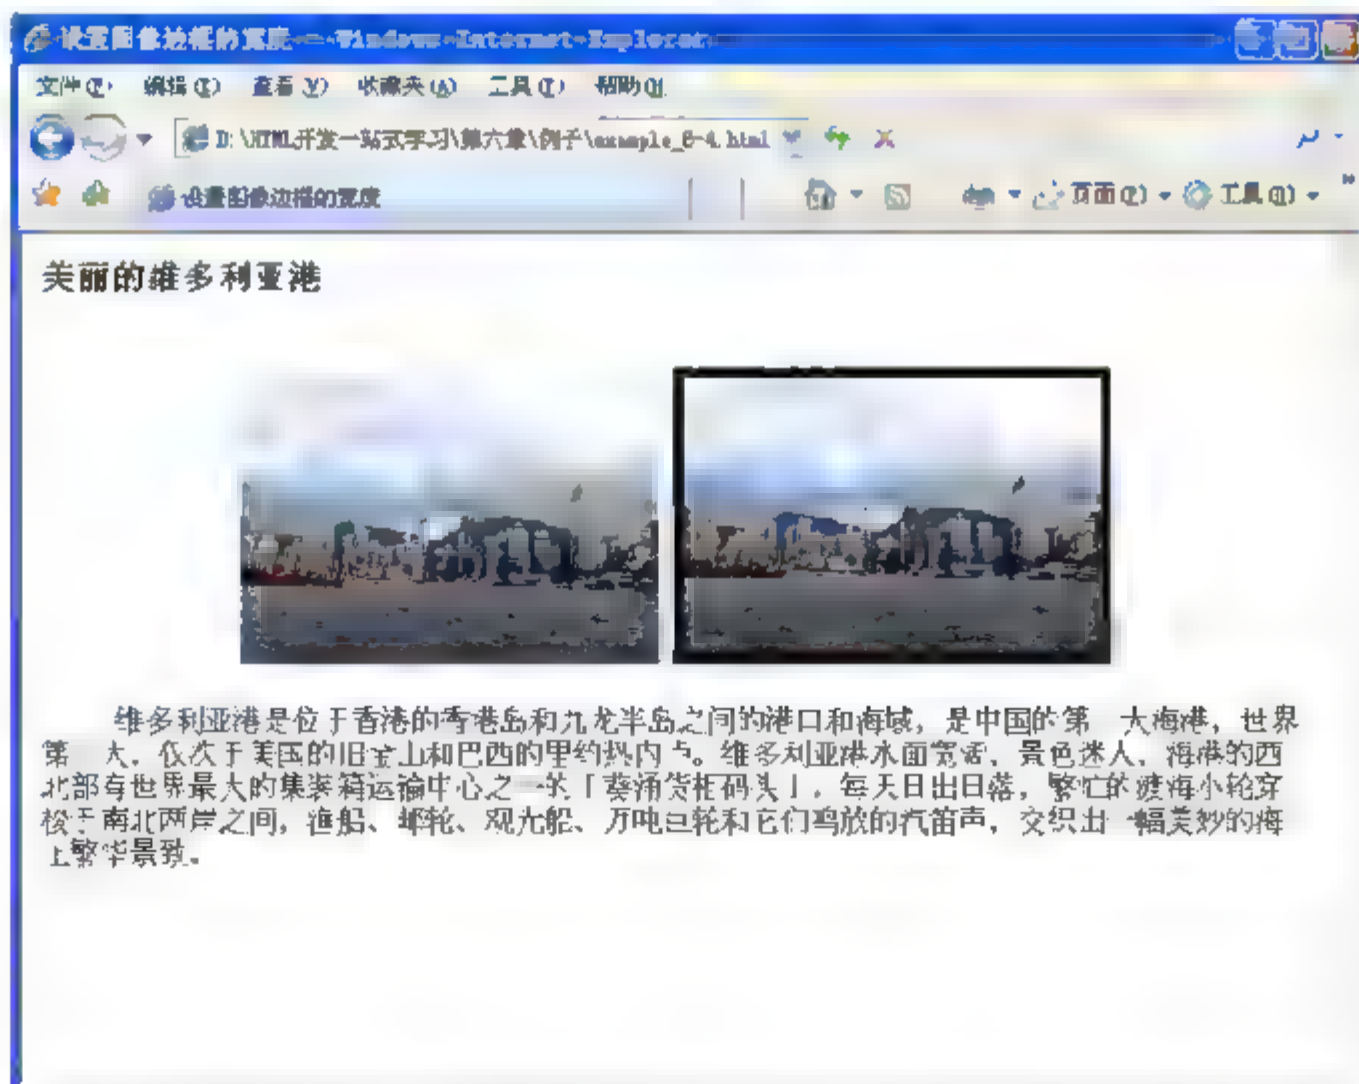 设置图像边框的宽度 - Windows Internet Explorer
文件(F) 编辑(E) 查看(V) 收藏夹(A) 工具(T) 帮助(H)
D:\HTML开发一站式学习\第六章\例子\example_6-4.html
设置图像边框的宽度 页面(P) 工具(O)
美丽的维多利亚港
维多利亚港是位于香港的香港岛和九龙半岛之间的港口和海域，是中国的第 大海港，世界
第 大，仅次于美国的旧金山和巴西的里约热内卢。维多利亚港水面宽阔，景色迷人，海港的西
北部有世界最大的集装箱运输中心之一的「葵涌货柜码头」，每天日出日落，繁忙的渡海小轮穿
梭于南北两岸之间，渔船、邮轮、观光船、万吨巨轮和它们鸣放的汽笛声，交织出一幅美妙的海
上繁华景致。